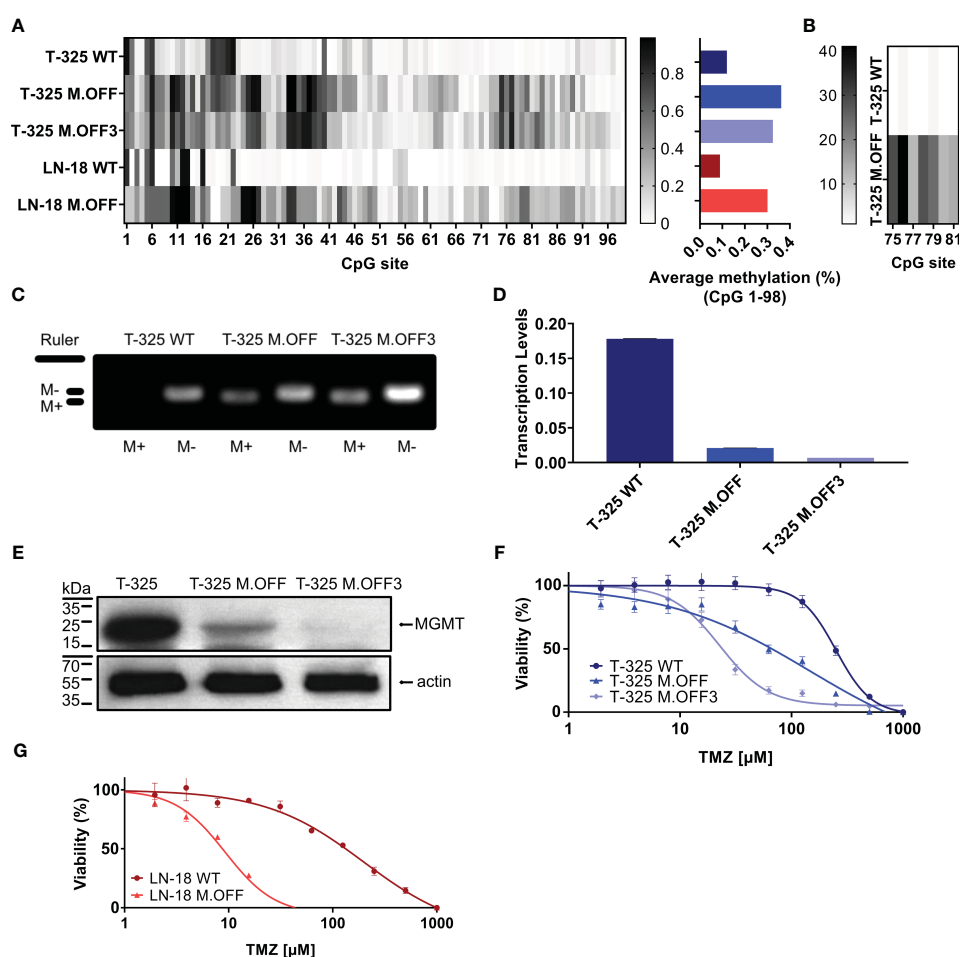 A
T-325 WT
T-325 M.OFF
T-325 M.OFF3
LN-18 WT
LN-18 M.OFF
1 6 11 16 21 26 31 36 41 46 51 56 61 66 71 76 81 86 91 96
CpG site
0.8
0.6
0.4
0.2
0
0.0 0.1 0.2 0.3 0.4
Average methylation (%)
(CpG 1-98)
B
40
30
20
10
T-325 WT
T-325 M.OFF
75 77 79 81
CpG site
C
Ruler
T-325 WT T-325 M.OFF T-325 M.OFF3
M-
M+
M+ M- M+ M- M+ M-
D
Transcription Levels
0.20
0.15
0.10
0.05
0.00
T-325 WT
T-325 M.OFF
T-325 M.OFF3
E
kDa
T-325 T-325 M.OFF T-325 M.OFF3
35
25
15
MGMT
70
55
35
actin
F
Viability (%)
100
50
0
T-325 WT
T-325 M.OFF
T-325 M.OFF3
1 10 100 1000
TMZ [µM]
G
Viability (%)
100
50
0
LN-18 WT
LN-18 M.OFF
1 10 100 1000
TMZ [µM]